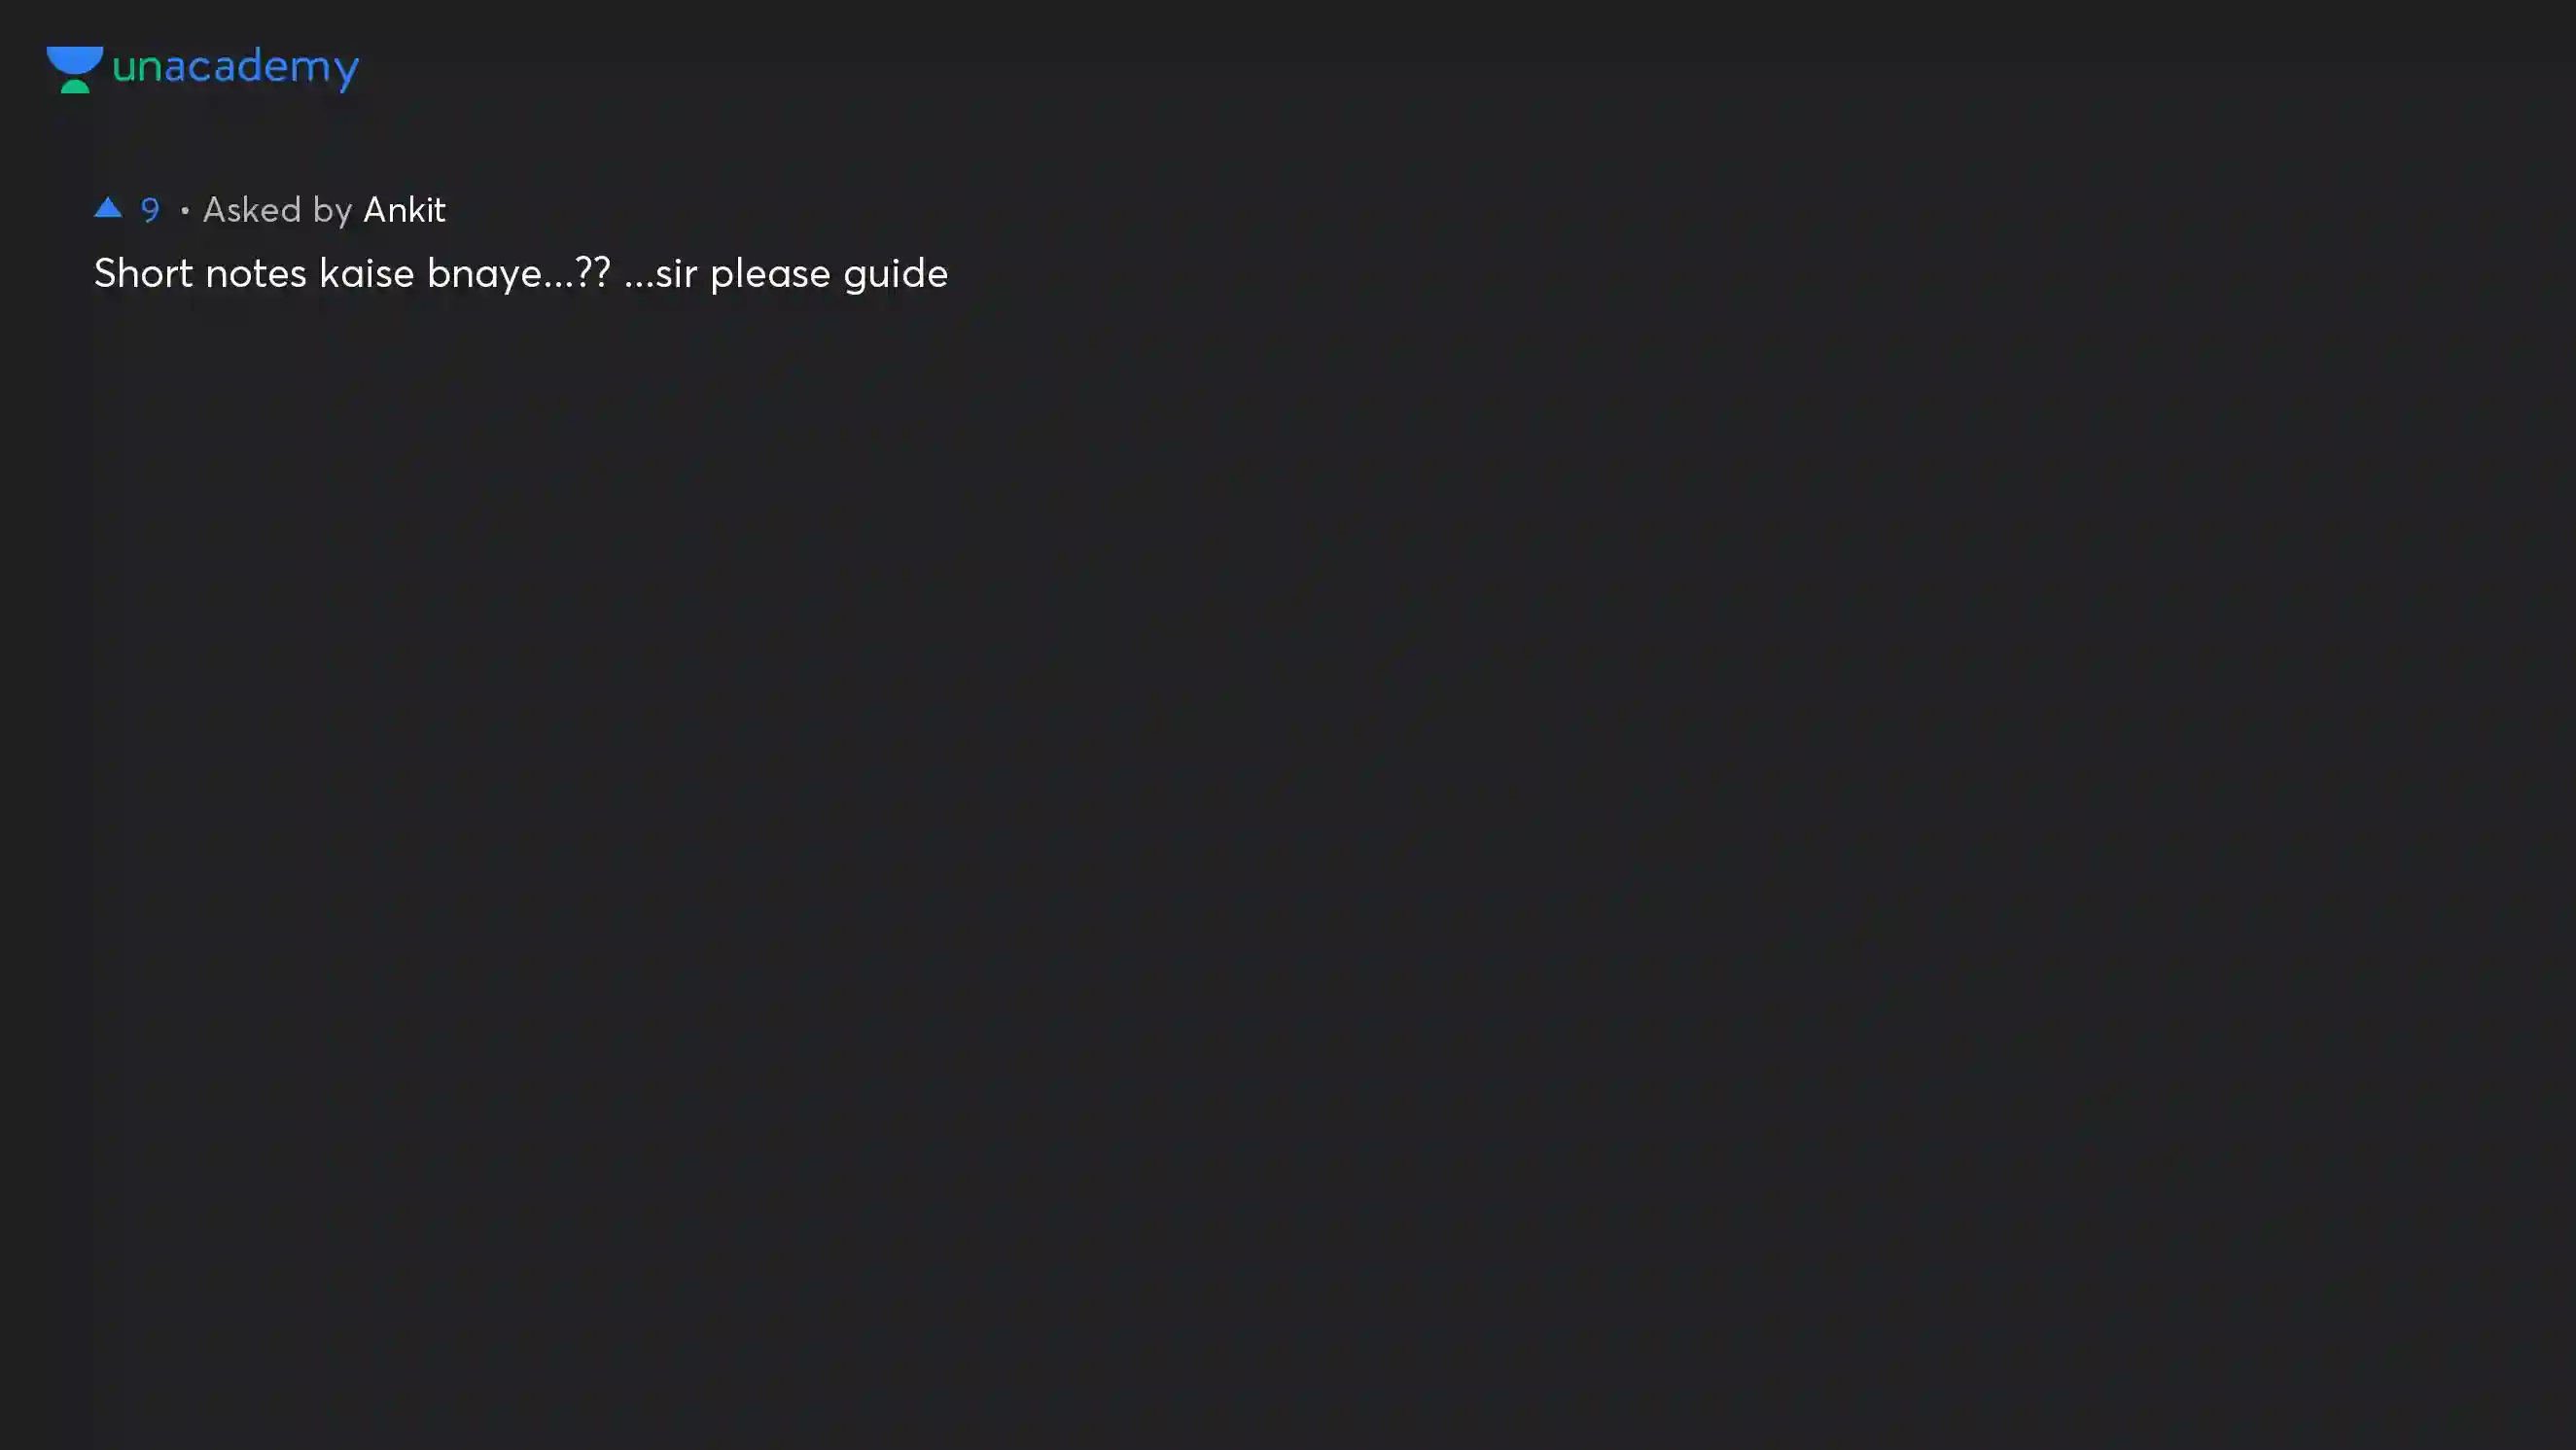 unacademy
▲ 9 • Asked by Ankit
Short notes kaise bnaye...?? ...sir please guide